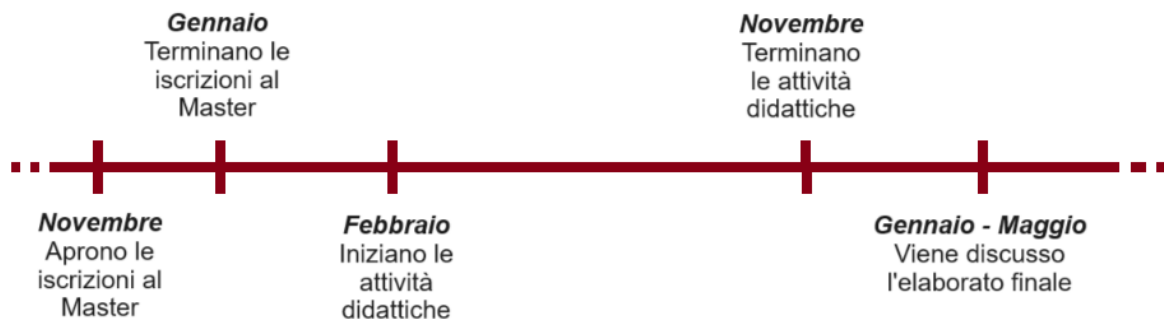 Gennaio
Terminano le
iscrizioni al
Master
Novembre
Terminano
le attività
didattiche
Novembre
Aprono le
iscrizioni al
Master
Febbraio
Iniziano le
attività
didattiche
Gennaio - Maggio
Viene discusso
l'elaborato finale